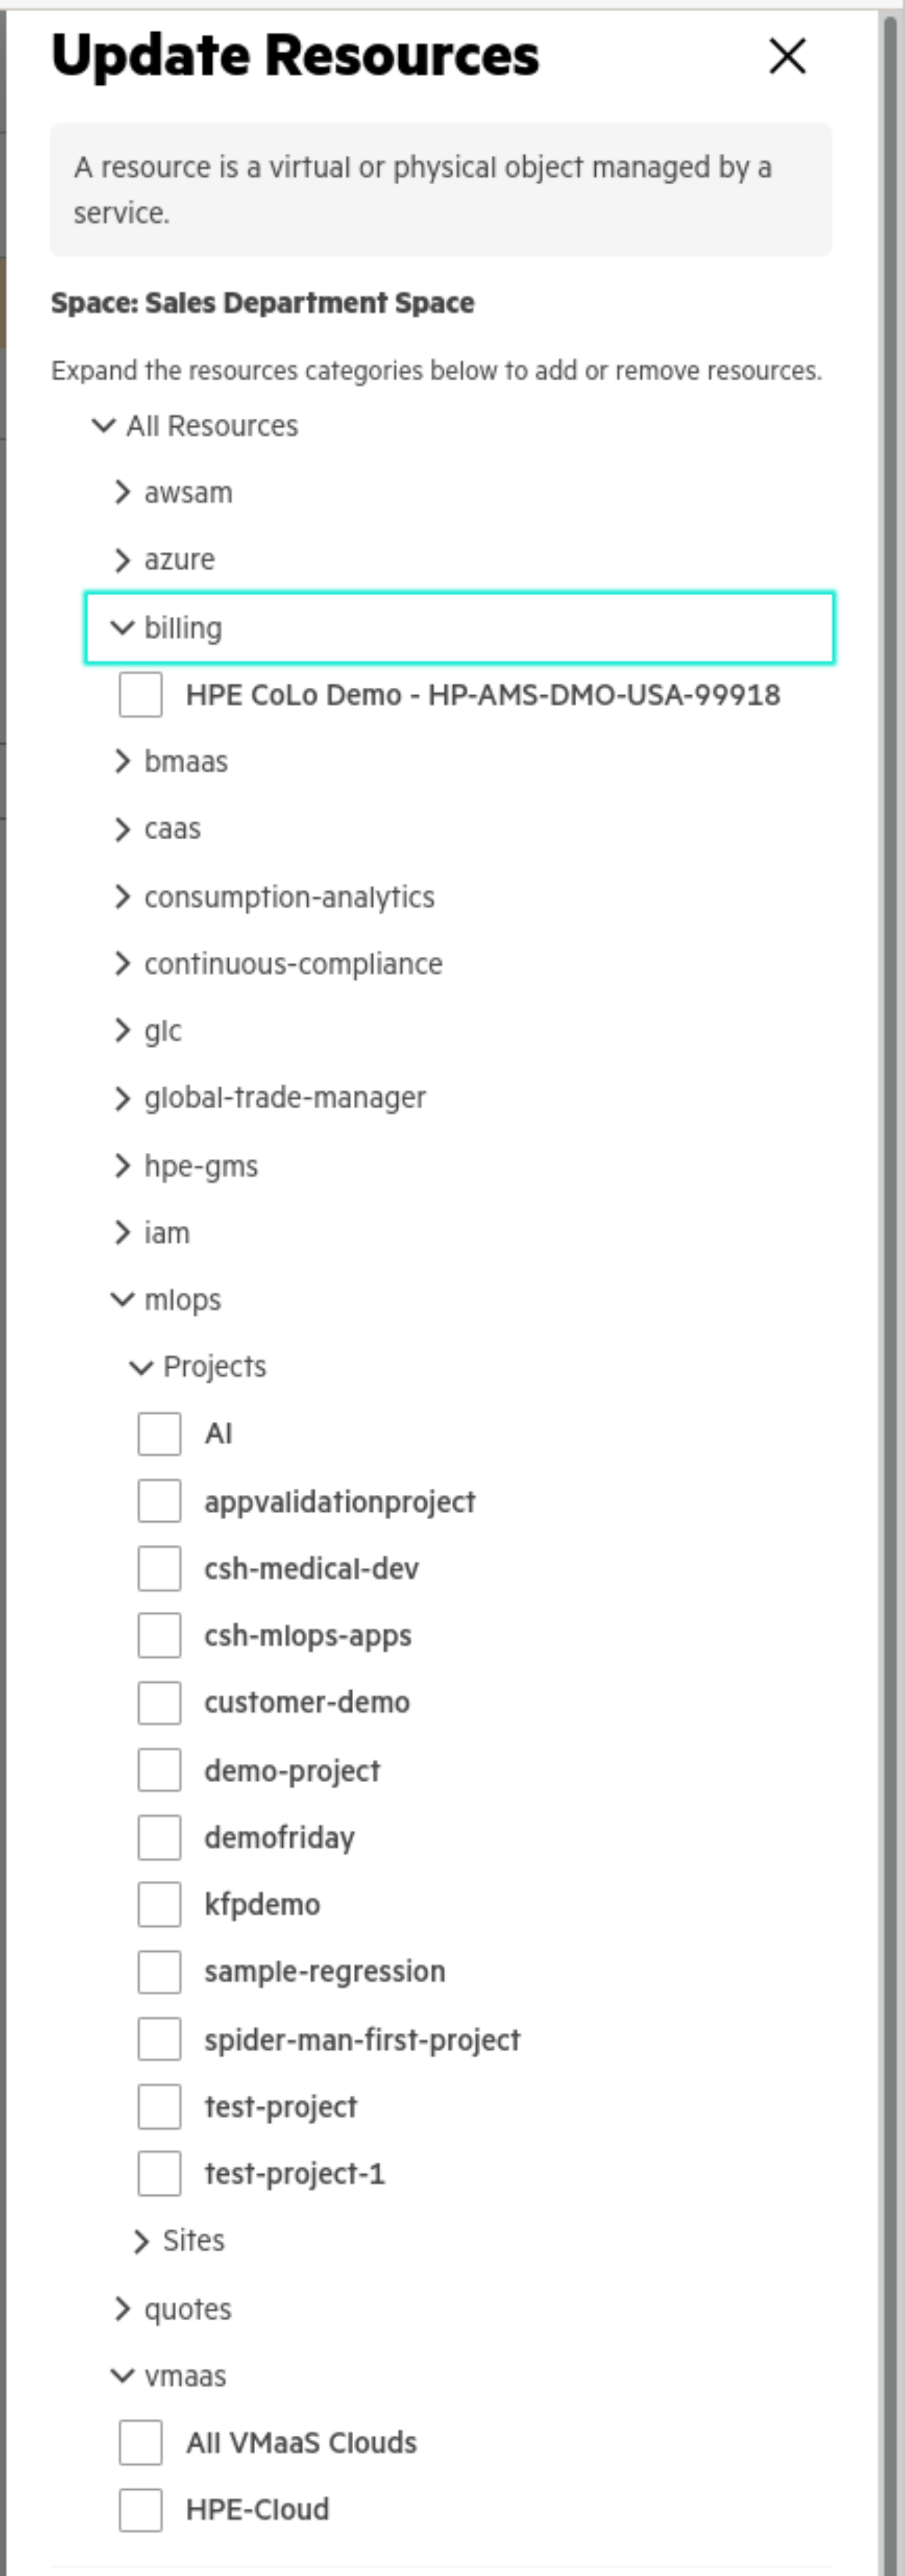 Update Resources
A resource is a virtual or physical object managed by a
service.
Space: Sales Department Space
Expand the resources categories below to add or remove resources.
All Resources
awsam
azure
billing
HPE CoLo Demo - HP-AMS-DMO-USA-99918
bmaas
caas
consumption-analytics
continuous-compliance
glc
global-trade-manager
hpe-gms
iam
mlops
Projects
AI
appvalidationproject
csh-medical-dev
csh-mlops-apps
customer-demo
demo-project
demofriday
kfpdemo
sample-regression
spider-man-first-project
test-project
test-project-1
Sites
quotes
vmaas
All VMaaS Clouds
HPE-Cloud